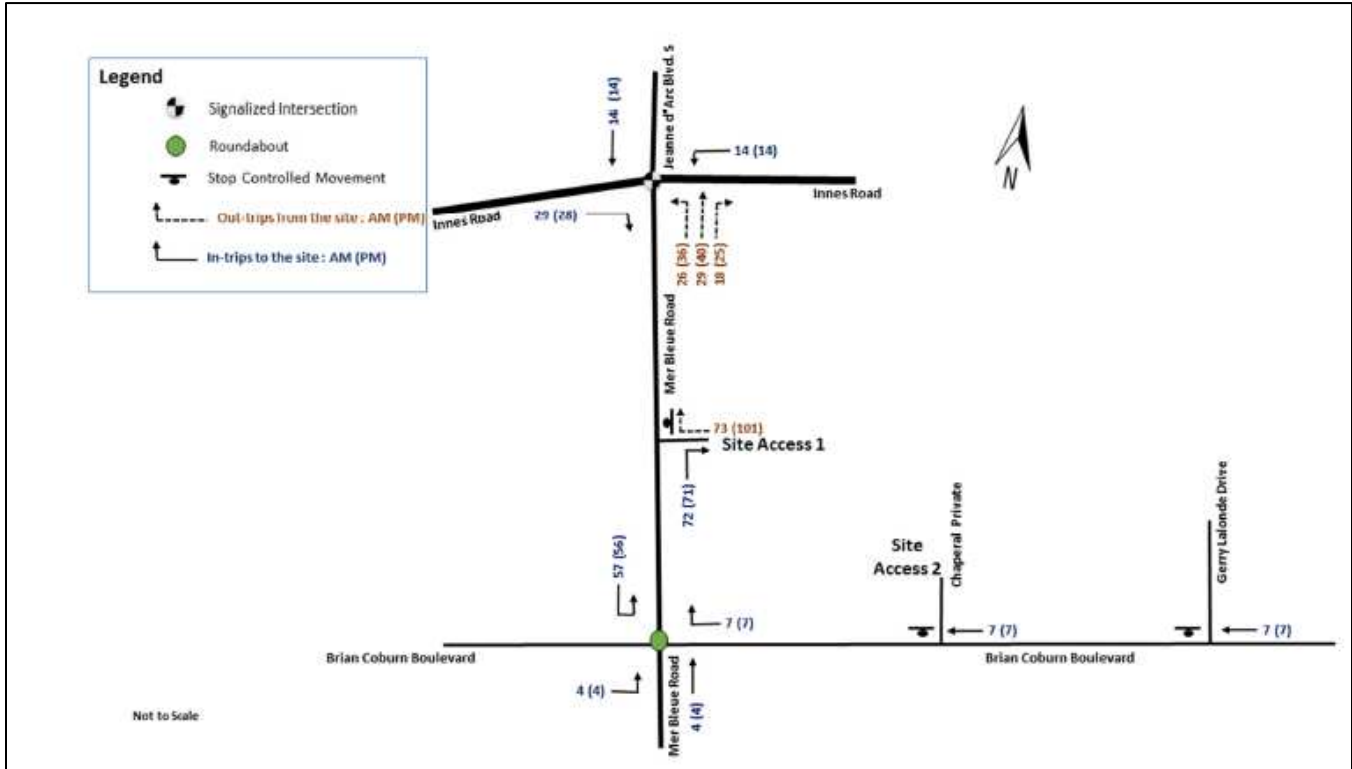 Legend
Signalized Intersection
Roundabout
Stop Controlled Movement
Out-trips from the site : AM (PM)
In-trips to the site : AM (PM)
Jeanne d'Arc Blvd. S
14 (14)
14 (14)
Innes Road
Innes Road
29 (28)
N
26 (36)
29 (40)
18 (25)
Mer Bleue Road
73 (101)
Site Access 1
72 (71)
57 (56)
Site
Access 2
Chaperal Private
Gerry Lalonde Drive
7 (7)
7 (7)
7 (7)
Brian Coburn Boulevard
Brian Coburn Boulevard
4 (4)
Mer Bleue Road
4 (4)
Not to Scale